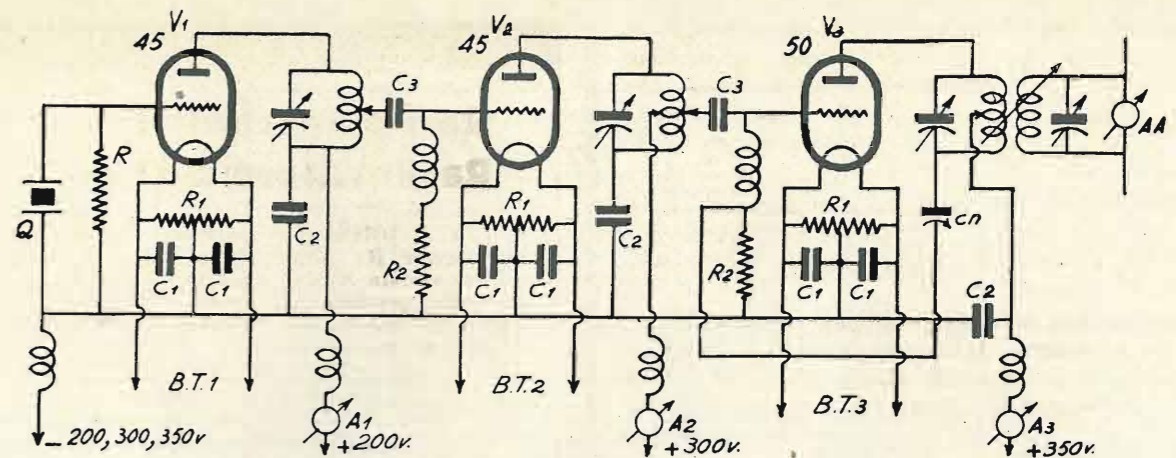 V1
45
V2
45
V3
50
C3
C3
AA
R
R1
R1
R1
Q
C2
C2
cn
R2
R2
C1 C1
C1 C1
C1 C1
C2
B.T.1
B.T.2
B.T.3
A1
A2
A3
– 200,300,350v
+200v.
+300v.
+350v.